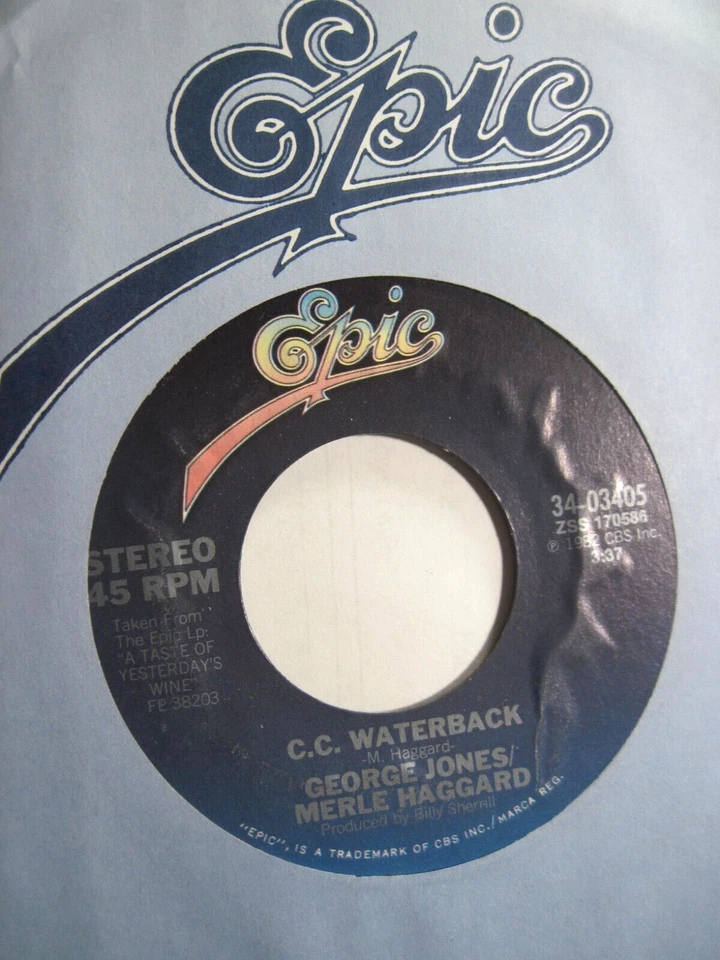 Epic
Epic
34-03405
ZSS 170586
℗ 1982 CBS Inc.
3:37
STEREO
45 RPM
Taken From
The Epic Lp:
"A TASTE OF
YESTERDAY'S
WINE"
FE 38203
C.C. WATERBACK
-M. Haggard-
GEORGE JONES/
MERLE HAGGARD
Produced by Billy Sherrill
"EPIC", IS A TRADEMARK OF CBS INC./MARCA REG.